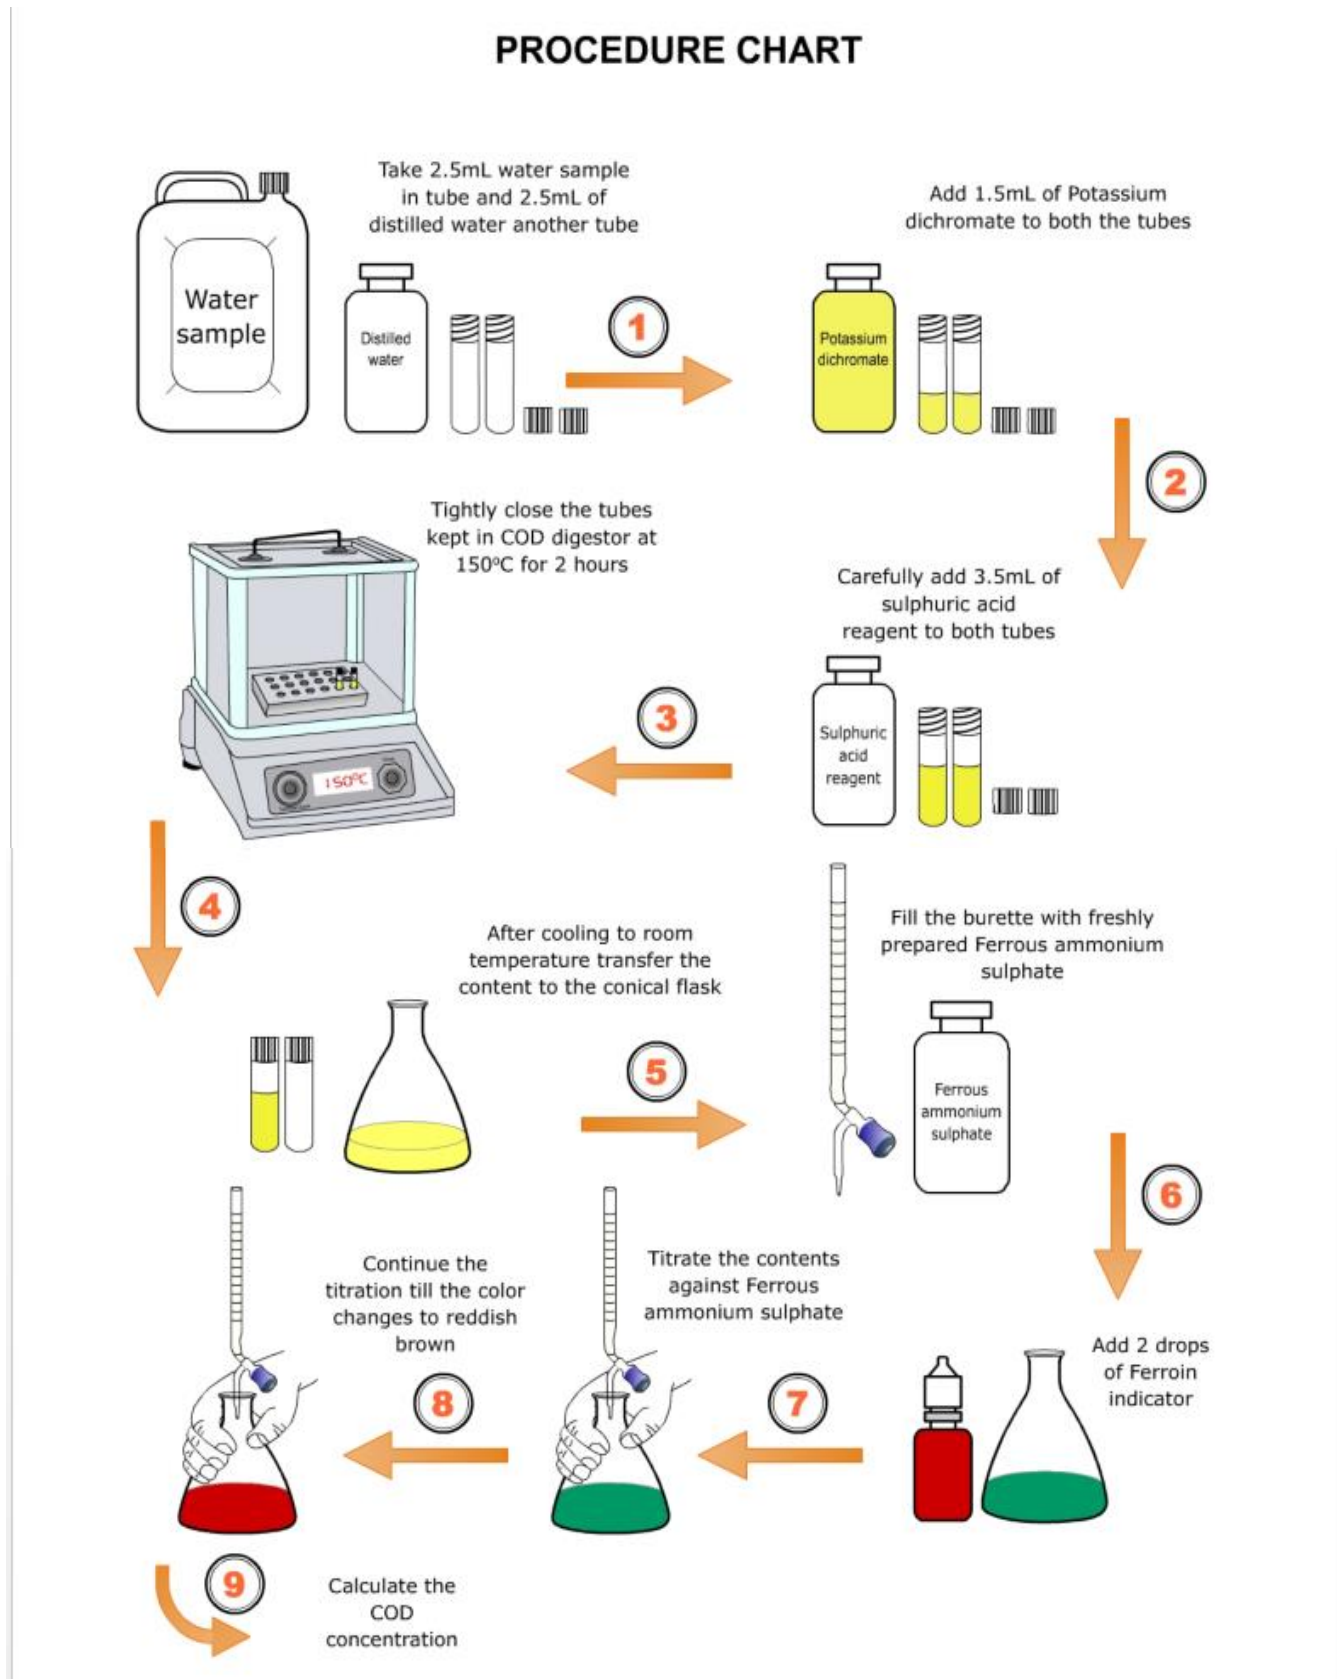 PROCEDURE CHART
Take 2.5mL water sample
in tube and 2.5mL of
distilled water another tube
Water
sample
Distilled
water
1
Add 1.5mL of Potassium
dichromate to both the tubes
Potassium
dichromate
2
Carefully add 3.5mL of
sulphuric acid
reagent to both tubes
Sulphuric
acid
reagent
3
Tightly close the tubes
kept in COD digestor at
150ºC for 2 hours
150ºC
4
After cooling to room
temperature transfer the
content to the conical flask
5
Fill the burette with freshly
prepared Ferrous ammonium
sulphate
Ferrous
ammonium
sulphate
6
Add 2 drops
of Ferroin
indicator
7
Titrate the contents
against Ferrous
ammonium sulphate
8
Continue the
titration till the color
changes to reddish
brown
9
Calculate the
COD
concentration